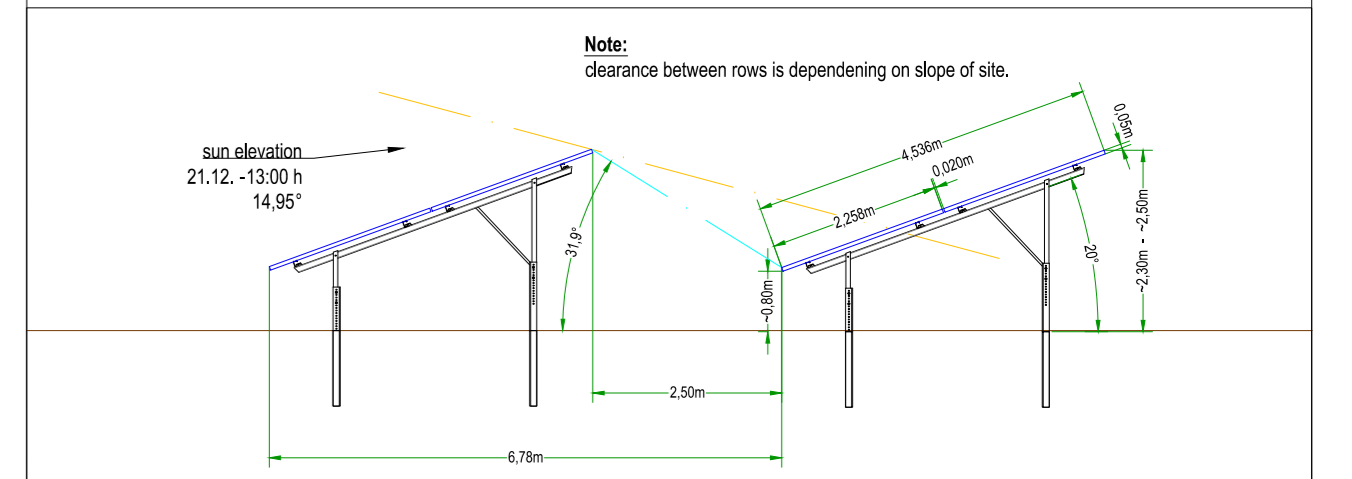 Note:
clearance between rows is dependening on slope of site.
sun elevation
21.12. -13:00 h
14,95°
4,536m
0,05m
0,020m
2,258m
31,9°
20°
~0,80m
~2,30m - ~2,50m
2,50m
6,78m